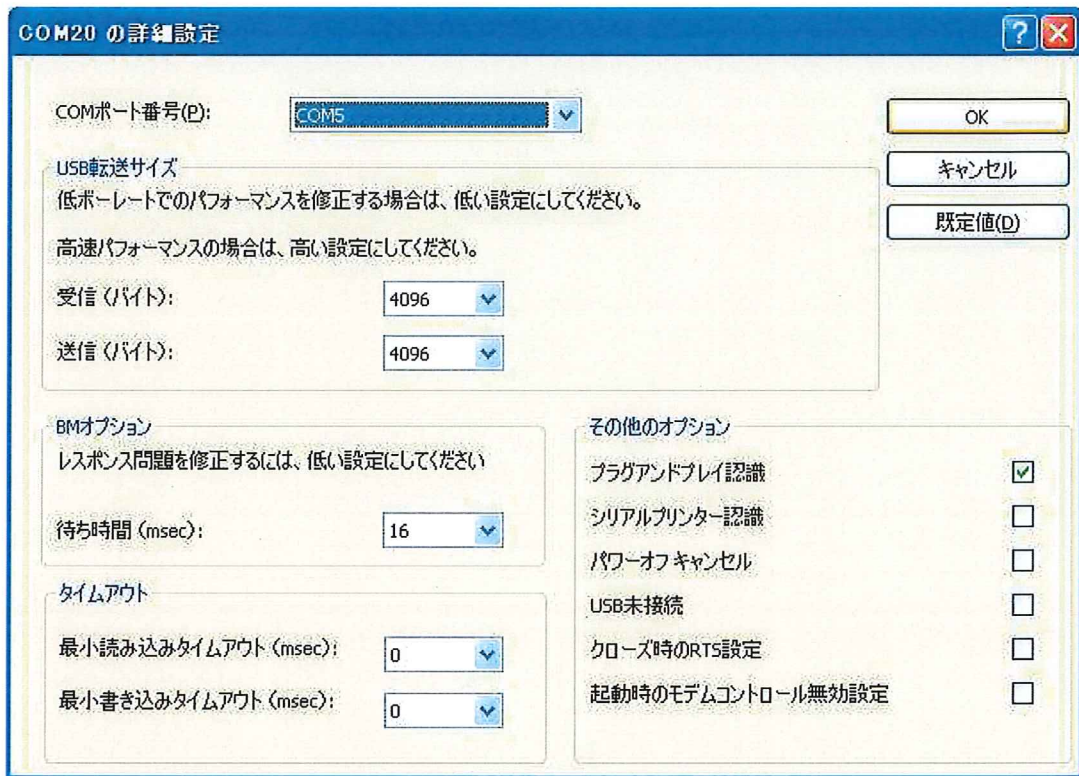 COM20 の詳細設定
COMポート番号(P):
COM5
OK
USB転送サイズ
キャンセル
低ボーレートでのパフォーマンスを修正する場合は、低い設定にしてください。
既定値(D)
高速パフォーマンスの場合は、高い設定にしてください。
受信 (バイト):
4096
送信 (バイト):
4096
BMオプション
レスポンス問題を修正するには、低い設定にしてください
待ち時間 (msec):
16
タイムアウト
最小読み込みタイムアウト (msec):
0
最小書き込みタイムアウト (msec):
0
その他のオプション
プラグアンドプレイ認識
シリアルプリンター認識
パワーオフ キャンセル
USB未接続
クローズ時のRTS設定
起動時のモデムコントロール無効設定